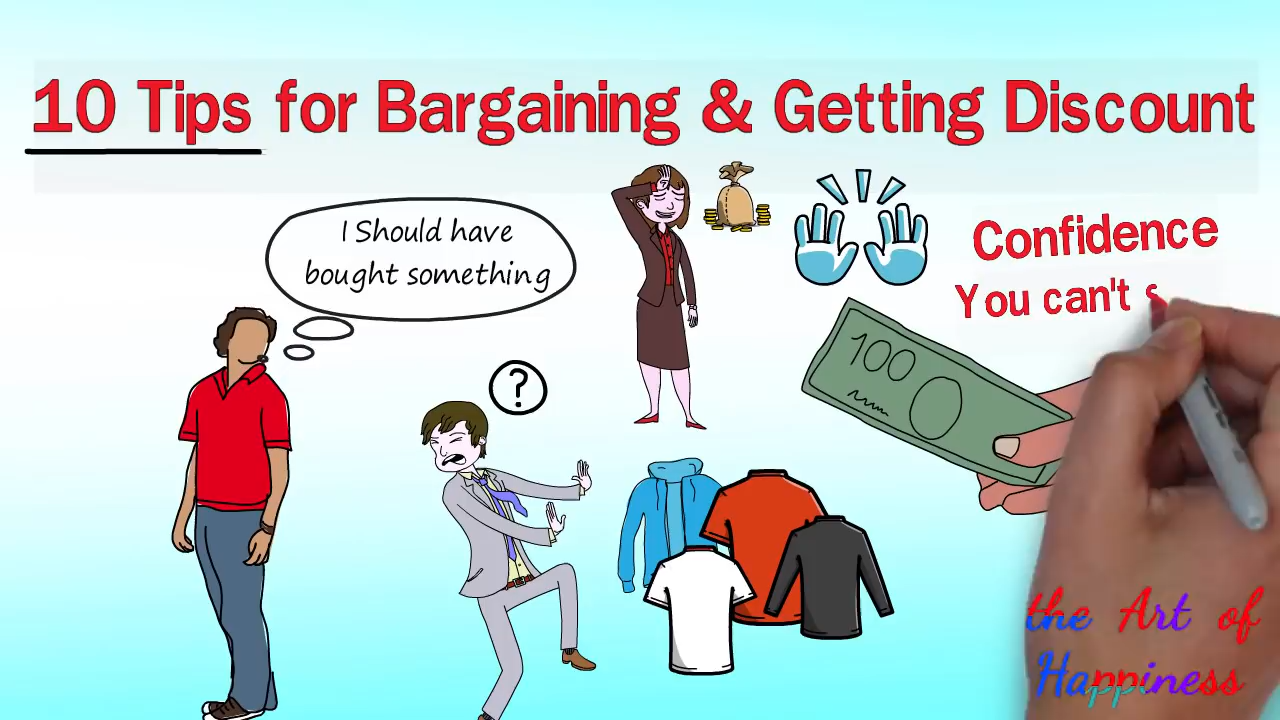 10 Tips for Bargaining & Getting Discount
I Should have
bought something
?
Confidence
You can't s
100
the Art of
Happiness